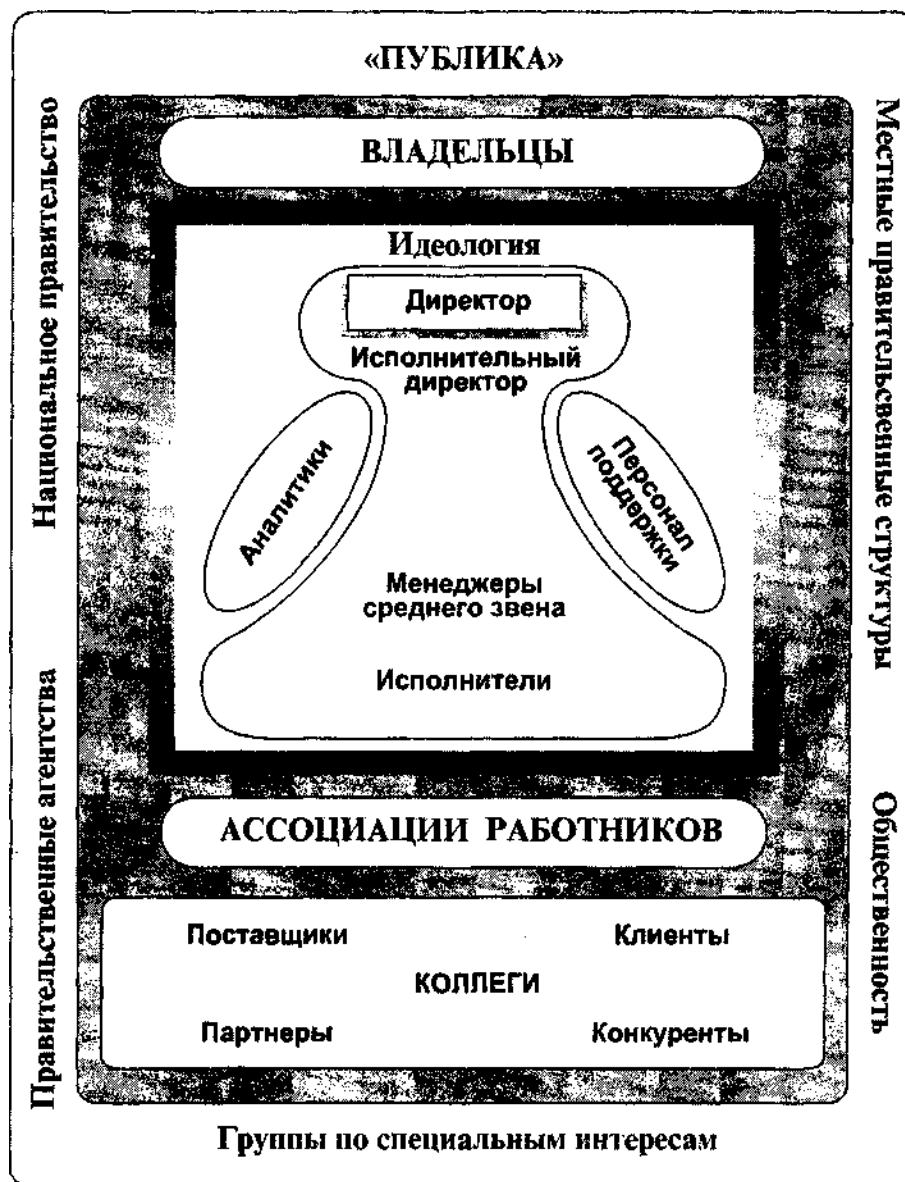 «ПУБЛИКА»
Национальное правительство
Правительственные агентства
Местные правительсвенные структуры
Общественность
ВЛАДЕЛЬЦЫ
Идеология
Директор
Исполнительный
директор
Аналитики
Персонал
поддержки
Менеджеры
среднего звена
Исполнители
АССОЦИАЦИИ РАБОТНИКОВ
Поставщики
Клиенты
КОЛЛЕГИ
Партнеры
Конкуренты
Группы по специальным интересам